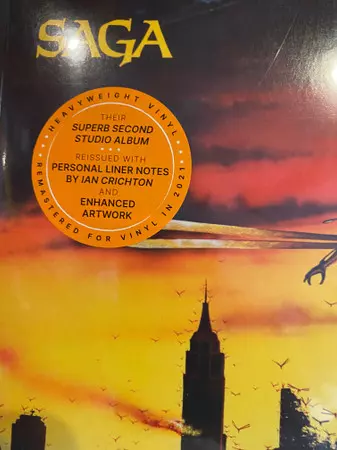 SAGA
HEAVYWEIGHT VINYL
THEIR
SUPERB SECOND
STUDIO ALBUM
REISSUED WITH
PERSONAL LINER NOTES
BY IAN CRICHTON
AND
ENHANCED
ARTWORK
REMASTERED FOR VINYL IN 2021